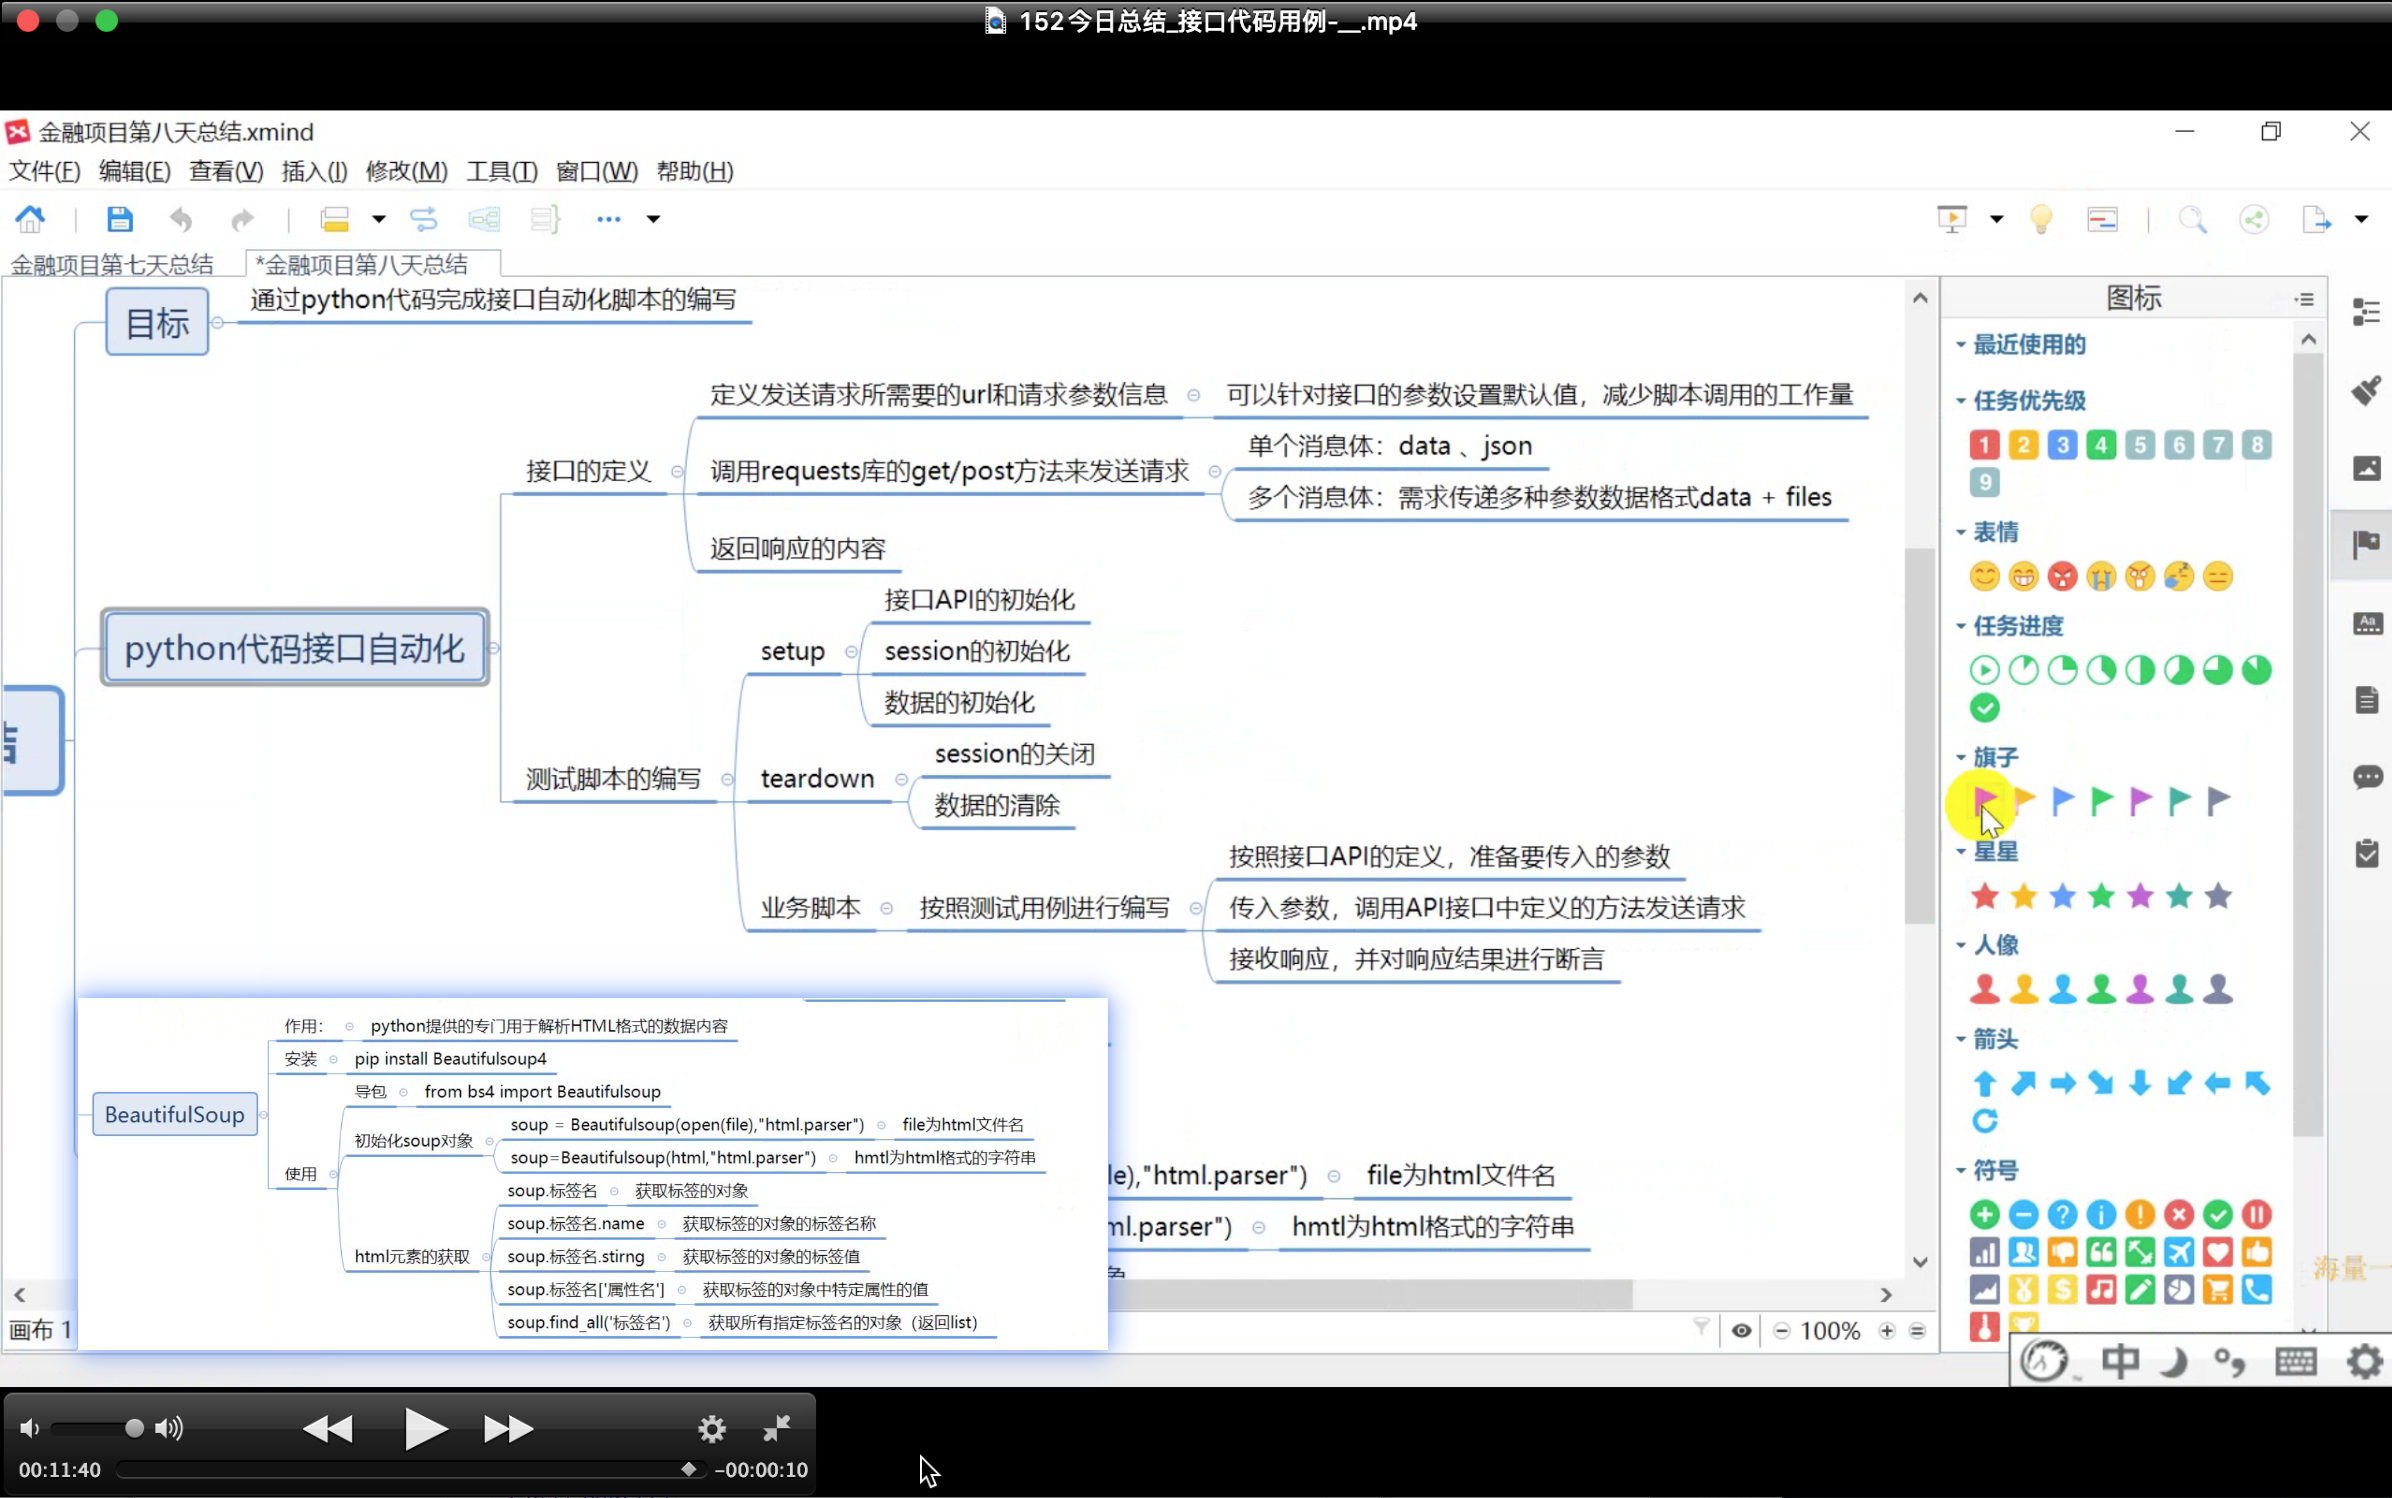 152今日总结_接口代码用例-__.mp4
金融项目第八天总结.xmind
文件(F) 编辑(E) 查看(V) 插入(I) 修改(M) 工具(T) 窗口(W) 帮助(H)
金融项目第七天总结 *金融项目第八天总结
目标
通过python代码完成接口自动化脚本的编写
python代码接口自动化
接口的定义
定义发送请求所需要的url和请求参数信息
可以针对接口的参数设置默认值，减少脚本调用的工作量
调用requests库的get/post方法来发送请求
单个消息体：data 、json
多个消息体：需求传递多种参数数据格式data + files
返回响应的内容
测试脚本的编写
setup
接口API的初始化
session的初始化
数据的初始化
teardown
session的关闭
数据的清除
业务脚本
按照测试用例进行编写
按照接口API的定义，准备要传入的参数
传入参数，调用API接口中定义的方法发送请求
接收响应，并对响应结果进行断言
BeautifulSoup
作用：
python提供的专门用于解析HTML格式的数据内容
安装
pip install Beautifulsoup4
使用
导包
from bs4 import Beautifulsoup
初始化soup对象
soup = Beautifulsoup(open(file),"html.parser")
file为html文件名
soup=Beautifulsoup(html,"html.parser")
hmtl为html格式的字符串
html元素的获取
soup.标签名
获取标签的对象
soup.标签名.name
获取标签的对象的标签名称
soup.标签名.stirng
获取标签的对象的标签值
soup.标签名['属性名']
获取标签的对象中特定属性的值
soup.find_all('标签名')
获取所有指定标签名的对象（返回list）
le),"html.parser")
file为html文件名
ml.parser")
hmtl为html格式的字符串
图标
最近使用的
任务优先级
1 2 3 4 5 6 7 8
9
表情
任务进度
旗子
星星
人像
箭头
符号
海量一
画布 1
100%
中
00:11:40
-00:00:10